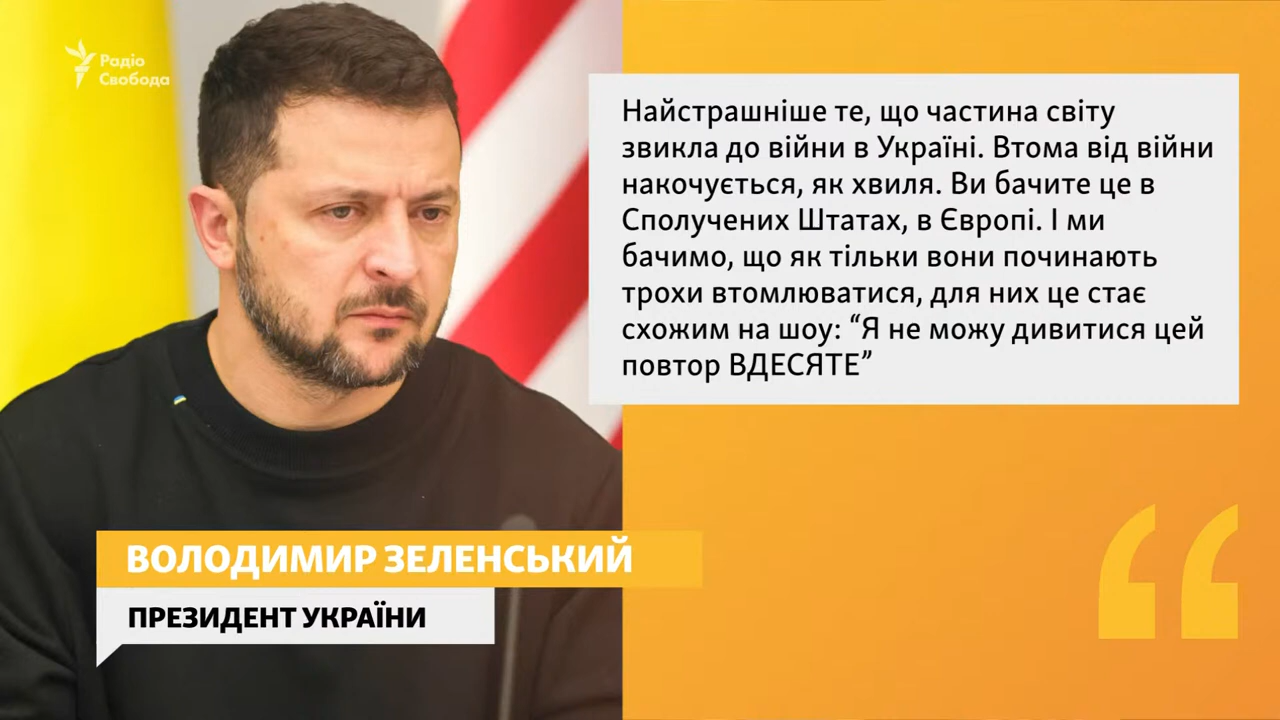 Радіо
Свобода
Найстрашніше те, що частина світу
звикла до війни в Україні. Втома від війни
накочується, як хвиля. Ви бачите це в
Сполучених Штатах, в Європі. І ми
бачимо, що як тільки вони починають
трохи втомлюватися, для них це стає
схожим на шоу: “Я не можу дивитися цей
повтор ВДЕСЯТЕ”
ВОЛОДИМИР ЗЕЛЕНСЬКИЙ
ПРЕЗИДЕНТ УКРАЇНИ